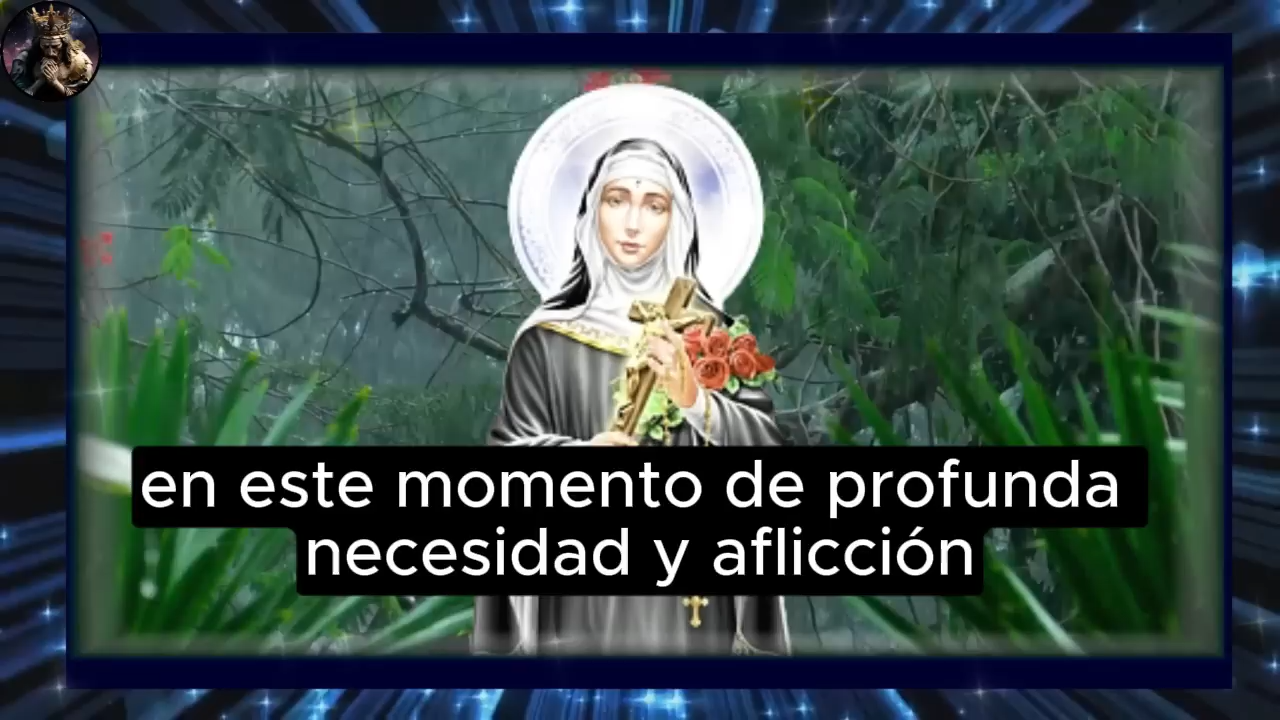 en este momento de profunda
necesidad y aflicción